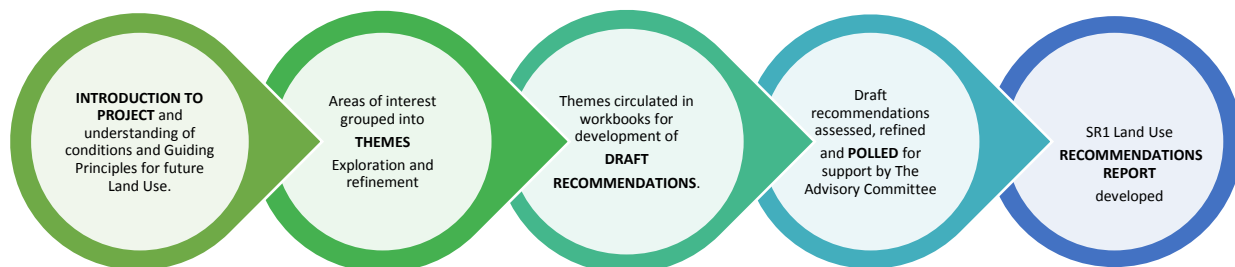 INTRODUCTION TO
PROJECT and
understanding of
conditions and Guiding
Principles for future
Land Use.
Areas of interest
grouped into
THEMES
Exploration and
refinement
Themes circulated in
workbooks for
development of
DRAFT
RECOMMENDATIONS.
Draft
recommendations
assessed, refined
and POLLED for
support by The
Advisory Committee
SR1 Land Use
RECOMMENDATIONS
REPORT
developed